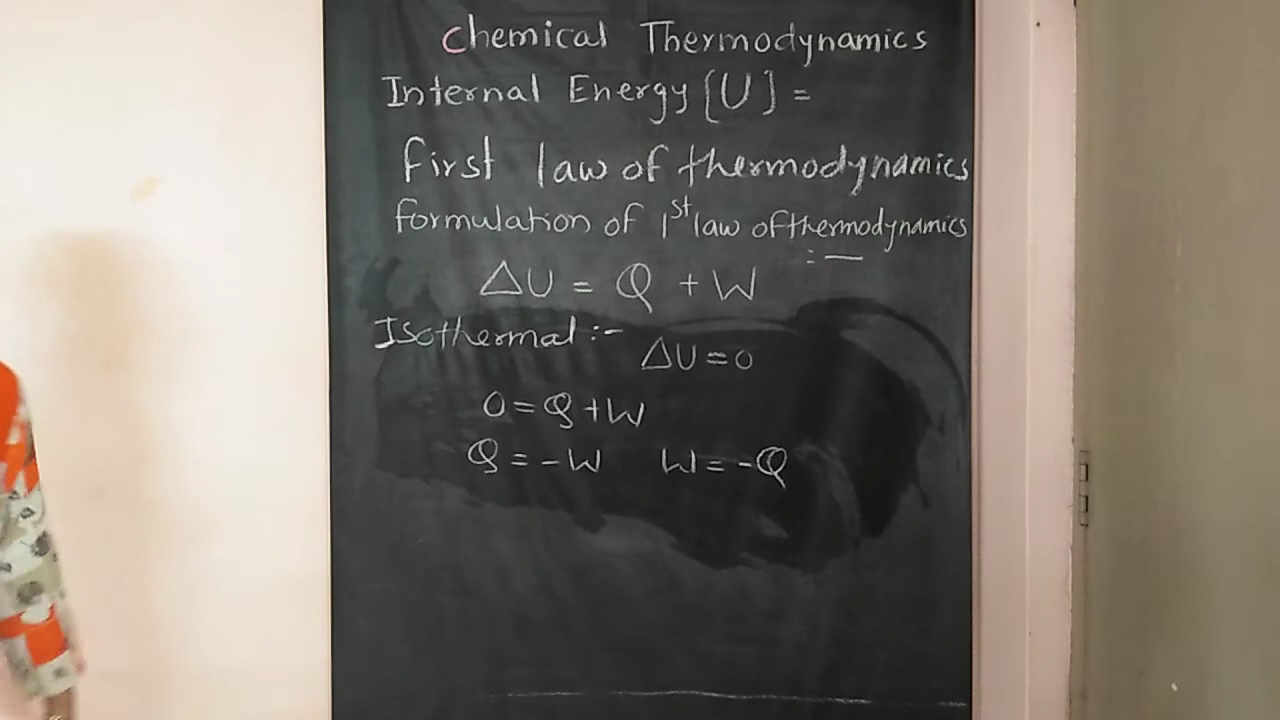 Chemical Thermodynamics
Internal Energy [U] =
first law of thermodynamics
formulation of 1st law of thermodynamics
:—
ΔU = Q + W
Isothermal :-
ΔU = 0
0 = Q + W
Q = - W W = - Q